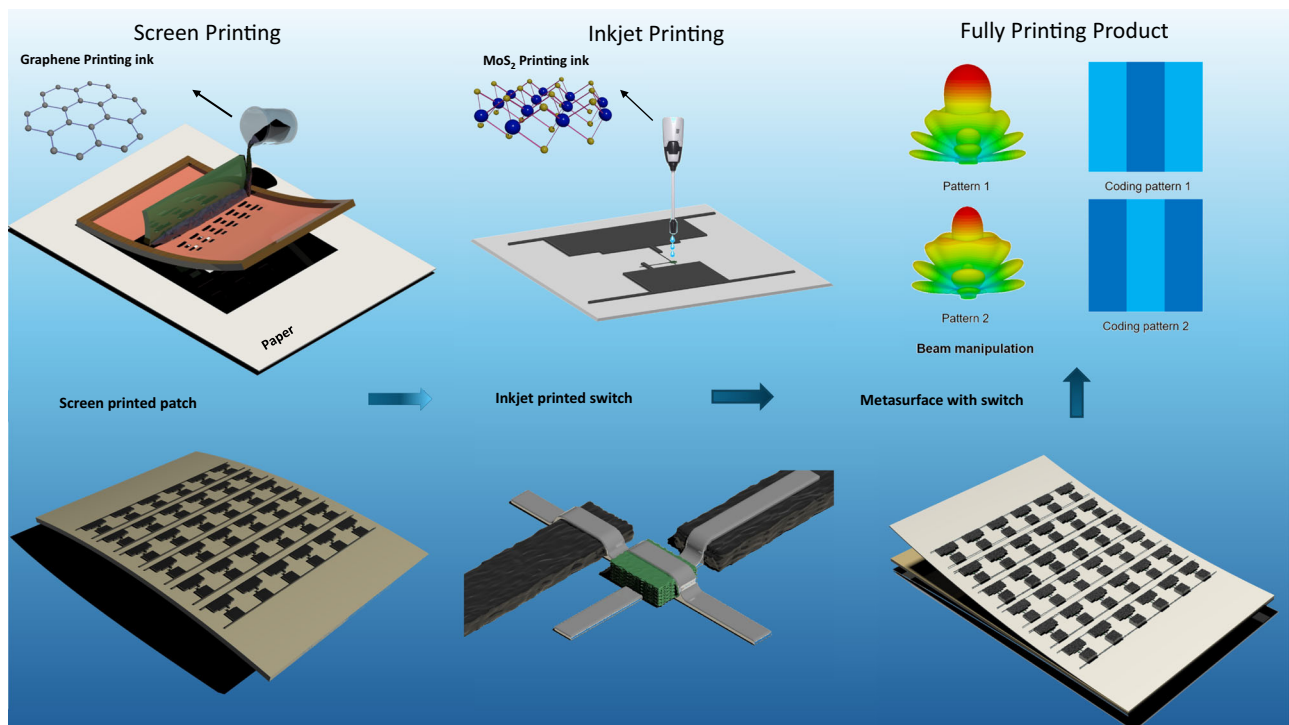 Screen Printing
Inkjet Printing
Fully Printing Product
Graphene Printing ink
MoS₂ Printing ink
Pattern 1
Coding pattern 1
Paper
Pattern 2
Coding pattern 2
Beam manipulation
Screen printed patch
Inkjet printed switch
Metasurface with switch